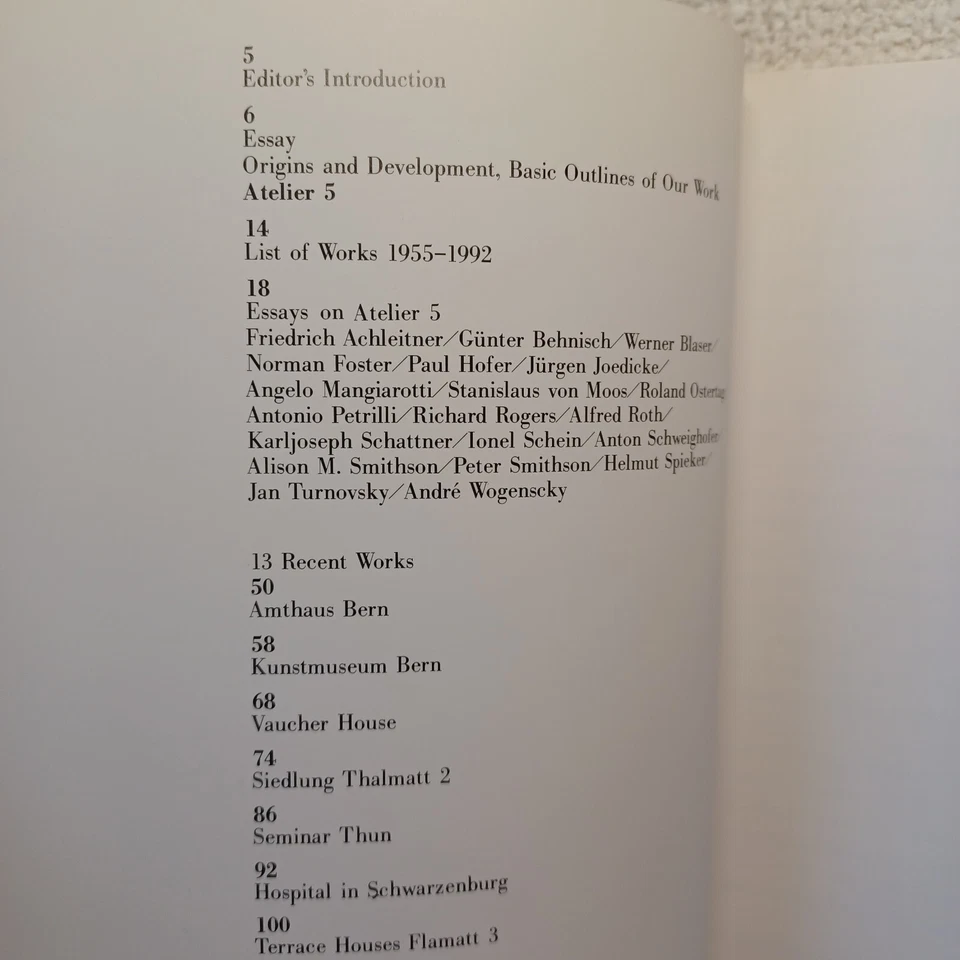 5
Editor's Introduction
6
Essay
Origins and Development, Basic Outlines of Our Work
Atelier 5
14
List of Works 1955–1992
18
Essays on Atelier 5
Friedrich Achleitner/Günter Behnisch/Werner Blaser/
Norman Foster/Paul Hofer/Jürgen Joedicke/
Angelo Mangiarotti/Stanislaus von Moos/Roland Ostertag
Antonio Petrilli/Richard Rogers/Alfred Roth/
Karljoseph Schattner/Ionel Schein/Anton Schweighofer
Alison M. Smithson/Peter Smithson/Helmut Spieker/
Jan Turnovsky/André Wogenscky
13 Recent Works
50
Amthaus Bern
58
Kunstmuseum Bern
68
Vaucher House
74
Siedlung Thalmatt 2
86
Seminar Thun
92
Hospital in Schwarzenburg
100
Terrace Houses Flamatt 3